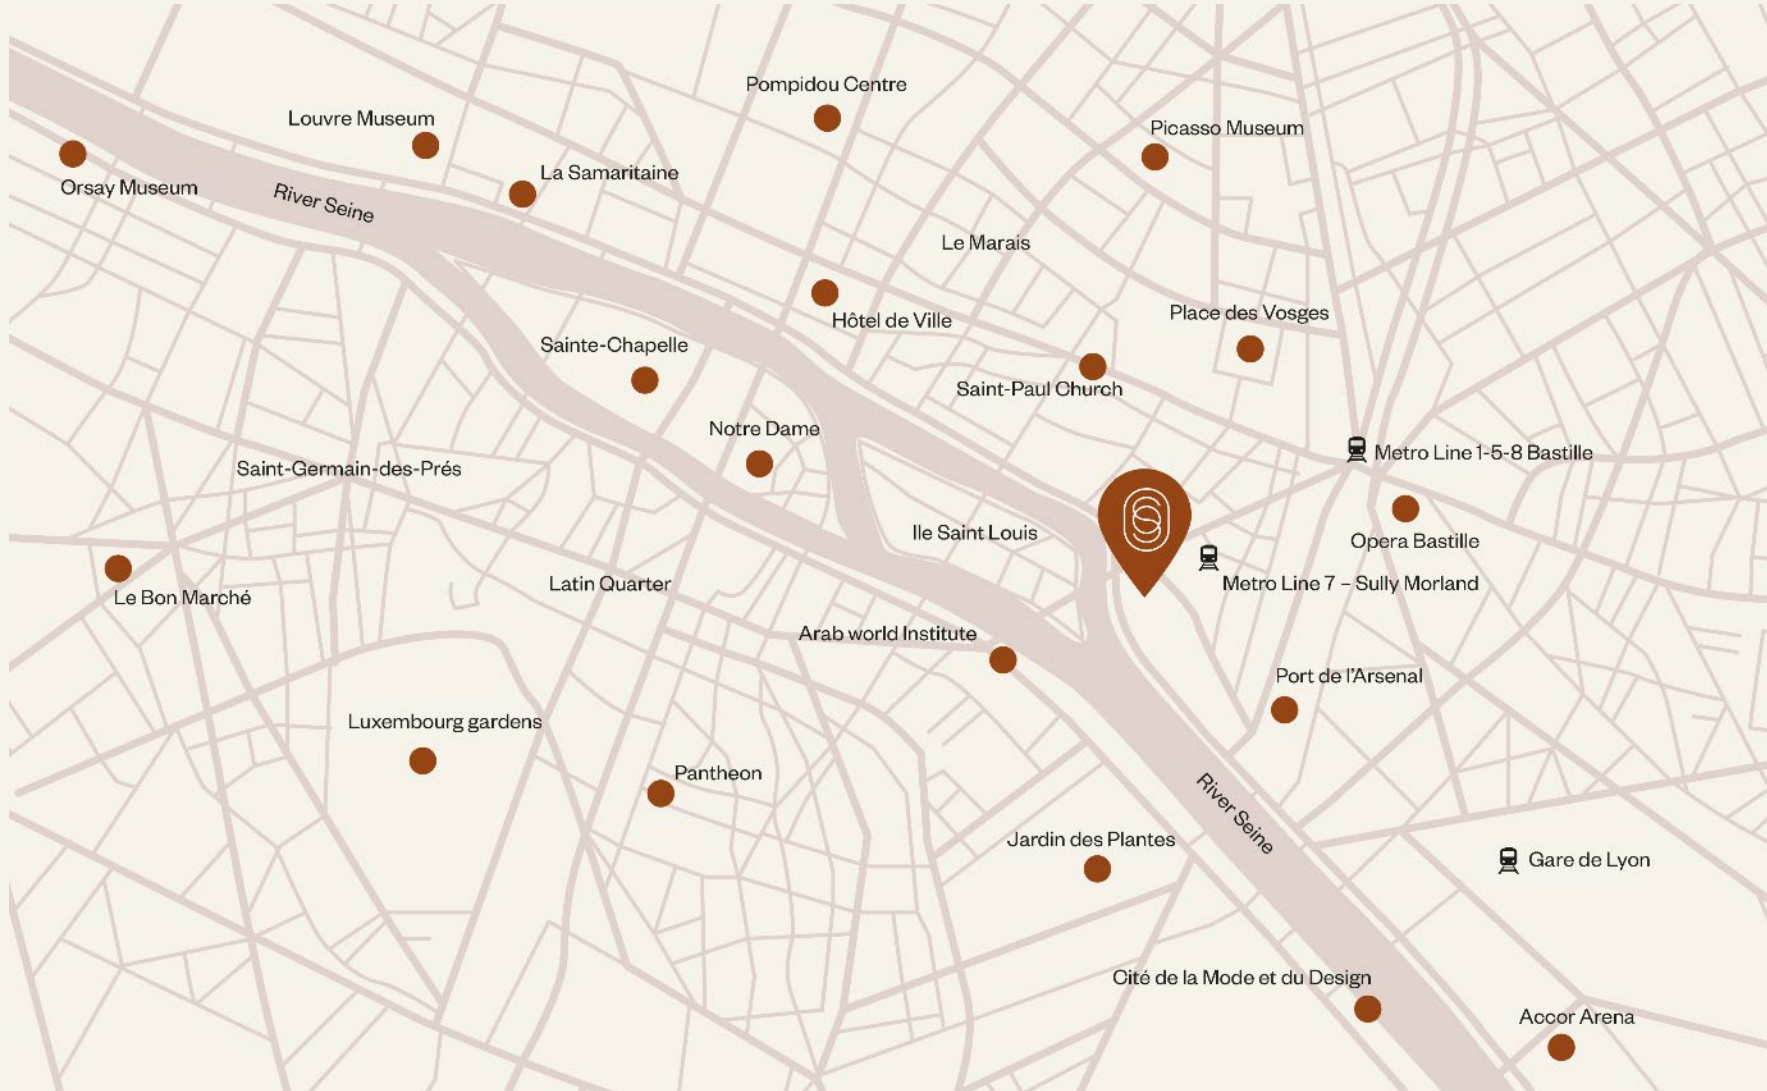 Pompidou Centre
Louvre Museum
Picasso Museum
La Samaritaine
Orsay Museum
River Seine
Le Marais
Place des Vosges
Hôtel de Ville
Sainte-Chapelle
Saint-Paul Church
Notre Dame
Metro Line 1-5-8 Bastille
Saint-Germain-des-Prés
Ile Saint Louis
Opera Bastille
Latin Quarter
Metro Line 7 – Sully Morland
Le Bon Marché
Arab world Institute
Port de l'Arsenal
Luxembourg gardens
Pantheon
River Seine
Jardin des Plantes
Gare de Lyon
Cité de la Mode et du Design
Accor Arena